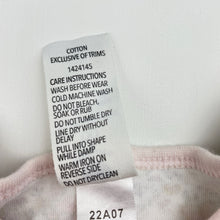 COTTON
EXCLUSIVE OF TRIMS
1424145
CARE INSTRUCTIONS
WASH BEFORE WEAR
COLD MACHINE WASH
DO NOT BLEACH,
SOAK OR RUB
DO NOT TUMBLE DRY
LINE DRY WITHOUT
DELAY
PULL INTO SHAPE
WHILE DAMP
WARM IRON ON
REVERSE SIDE
DO NOT DRYCLEAN
22A07